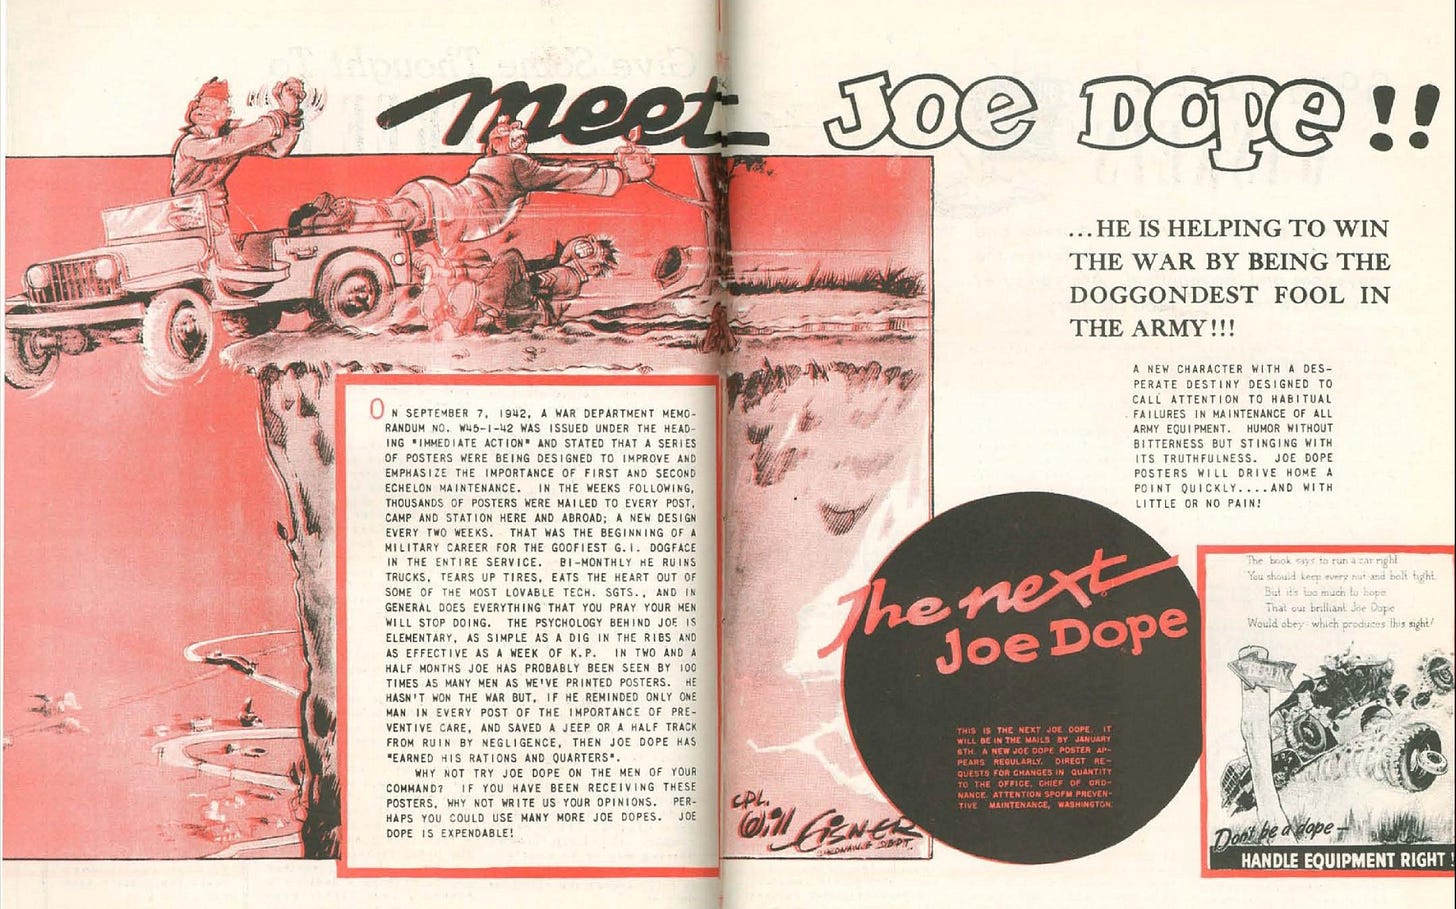 meet JOE DOPE !!
...HE IS HELPING TO WIN
THE WAR BY BEING THE
DOGGONDEST FOOL IN
THE ARMY!!!
A NEW CHARACTER WITH A DES-
PERATE DESTINY DESIGNED TO
CALL ATTENTION TO HABITUAL
FAILURES IN MAINTENANCE OF ALL
ARMY EQUIPMENT. HUMOR WITHOUT
BITTERNESS BUT STINGING WITH
ITS TRUTHFULNESS. JOE DOPE
POSTERS WILL DRIVE HOME A
POINT QUICKLY....AND WITH
LITTLE OR NO PAIN!
ON SEPTEMBER 7, 1942, A WAR DEPARTMENT MEMO-
RANDUM NO. W45-1-42 WAS ISSUED UNDER THE HEAD-
ING "IMMEDIATE ACTION" AND STATED THAT A SERIES
OF POSTERS WERE BEING DESIGNED TO IMPROVE AND
EMPHASIZE THE IMPORTANCE OF FIRST AND SECOND
ECHELON MAINTENANCE. IN THE WEEKS FOLLOWING,
THOUSANDS OF POSTERS WERE MAILED TO EVERY POST,
CAMP AND STATION HERE AND ABROAD; A NEW DESIGN
EVERY TWO WEEKS. THAT WAS THE BEGINNING OF A
MILITARY CAREER FOR THE GOOFIEST G.I. DOGFACE
IN THE ENTIRE SERVICE. BI-MONTHLY HE RUINS
TRUCKS, TEARS UP TIRES, EATS THE HEART OUT OF
SOME OF THE MOST LOVABLE TECH. SGTS., AND IN
GENERAL DOES EVERYTHING THAT YOU PRAY YOUR MEN
WILL STOP DOING. THE PSYCHOLOGY BEHIND JOE IS
ELEMENTARY, AS SIMPLE AS A DIG IN THE RIBS AND
AS EFFECTIVE AS A WEEK OF K.P. IN TWO AND A
HALF MONTHS JOE HAS PROBABLY BEEN SEEN BY 100
TIMES AS MANY MEN AS WE'VE PRINTED POSTERS. HE
HASN'T WON THE WAR BUT, IF HE REMINDED ONLY ONE
MAN IN EVERY POST OF THE IMPORTANCE OF PRE-
VENTIVE CARE, AND SAVED A JEEP OR A HALF TRACK
FROM RUIN BY NEGLIGENCE, THEN JOE DOPE HAS
"EARNED HIS RATIONS AND QUARTERS".
WHY NOT TRY JOE DOPE ON THE MEN OF YOUR
COMMAND? IF YOU HAVE BEEN RECEIVING THESE
POSTERS, WHY NOT WRITE US YOUR OPINIONS. PER-
HAPS YOU COULD USE MANY MORE JOE DOPES. JOE
DOPE IS EXPENDABLE!
CPL.
Will EISNER
ORDNANCE DEPT.
The next
Joe Dope
THIS IS THE NEXT JOE DOPE. IT
WILL BE IN THE MAILS BY JANUARY
6TH. A NEW JOE DOPE POSTER AP-
PEARS REGULARLY. DIRECT RE-
QUESTS FOR CHANGES IN QUANTITY
TO THE OFFICE, CHIEF OF ORD-
NANCE. ATTENTION SPOFM PREVEN-
TIVE MAINTENANCE, WASHINGTON.
The book says to run a car right
You should keep every nut and bolt tight.
But it's too much to hope
That our brilliant Joe Dope
Would obey - which produces this sight!
Don't be a dope -
HANDLE EQUIPMENT RIGHT!